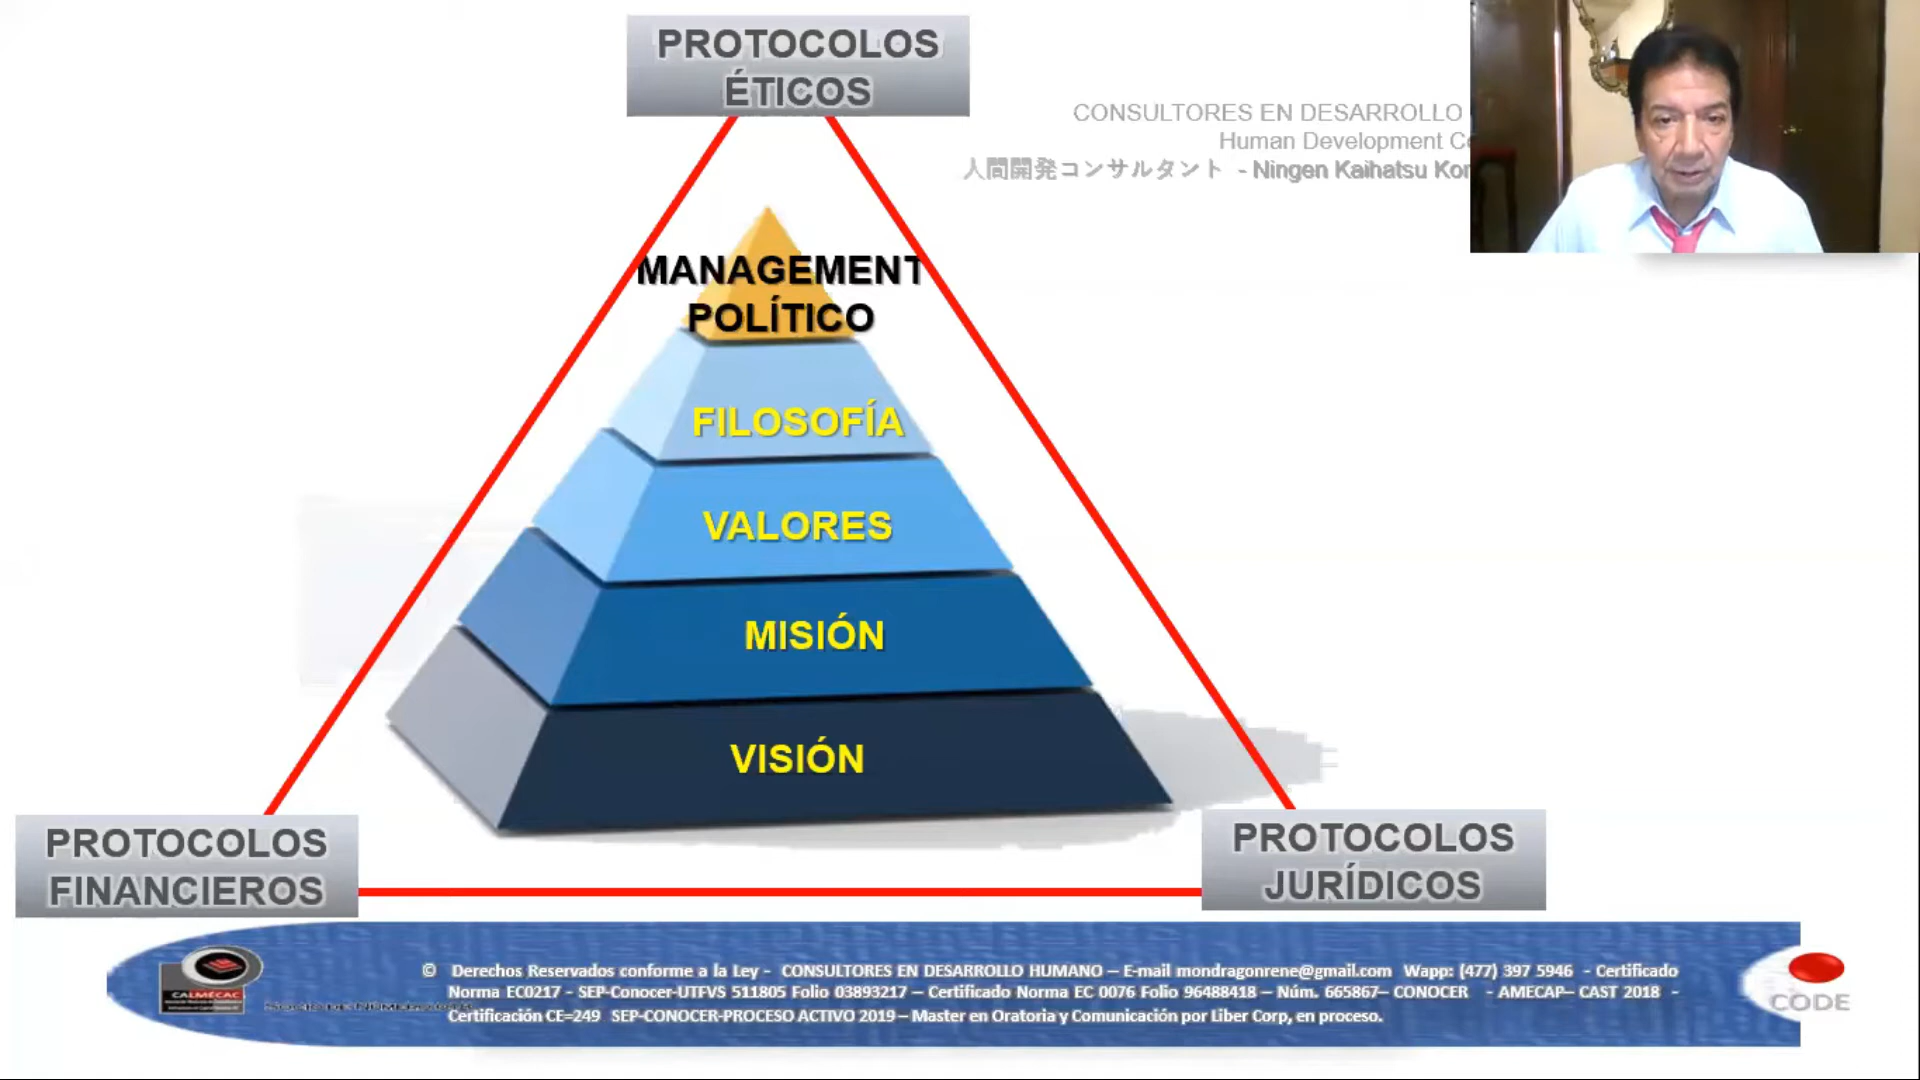 PROTOCOLOS
ÉTICOS
CONSULTORES EN DESARROLLO
Human Development
人間開発コンサルタント - Ningen Kaihatsu
MANAGEMENT
POLÍTICO
FILOSOFÍA
VALORES
MISIÓN
VISIÓN
PROTOCOLOS
FINANCIEROS
PROTOCOLOS
JURÍDICOS
© Derechos Reservados conforme a la Ley - CONSULTORES EN DESARROLLO HUMANO – E-mail mondragonrene@gmail.com Wapp: (477) 397 5946 - Certificado
Norma EC0217 - SEP-Conocer-UTFVS 511805 Folio 03893217 – Certificado Norma EC 0076 Folio 96488418 – Núm. 665867– CONOCER - AMECAP– CAST 2018 -
Certificación CE=249 SEP-CONOCER-PROCESO ACTIVO 2019 – Master en Oratoria y Comunicación por Liber Corp, en proceso.
CALMÉCAC
CODE